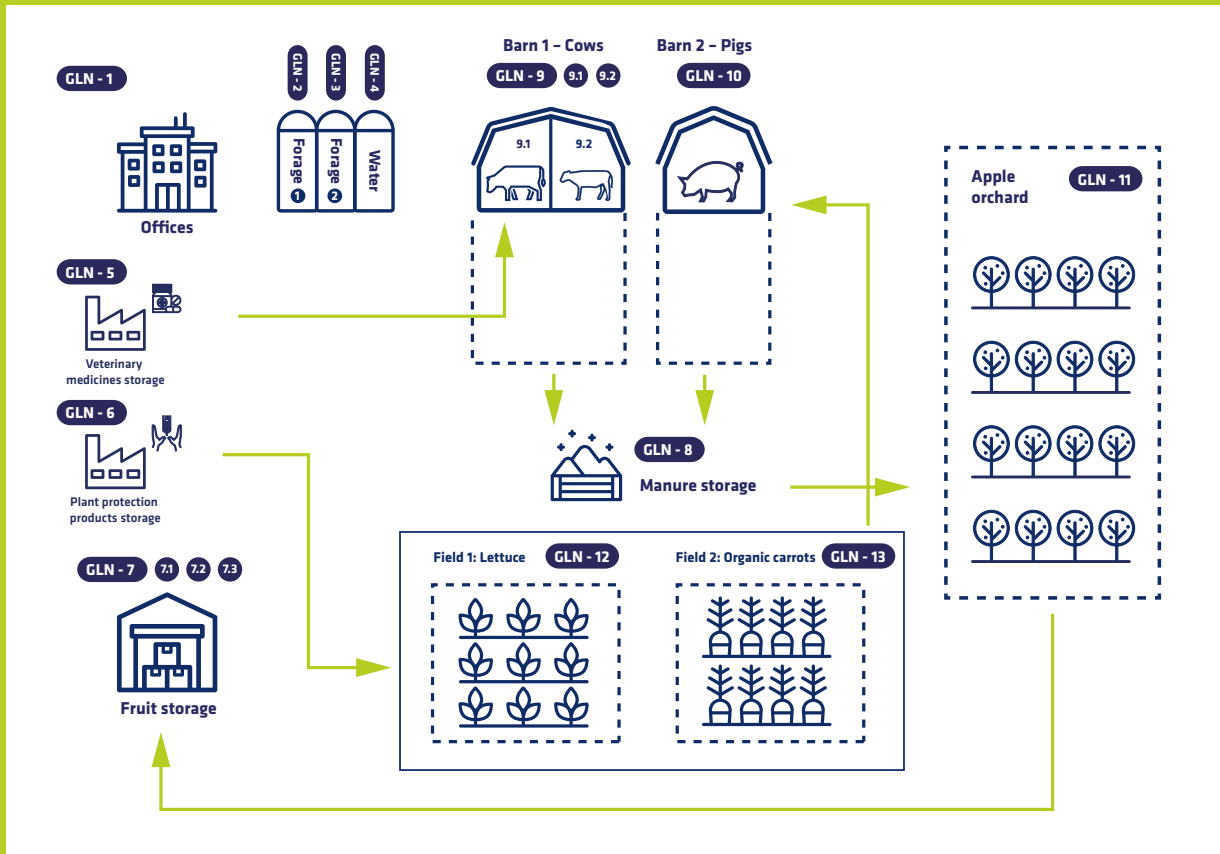 GLN - 1
Offices
GLN - 2
GLN - 3
GLN - 4
Forage 1
Forage 2
Water
Barn 1 – Cows
GLN - 9 9.1 9.2
9.1 9.2
Barn 2 – Pigs
GLN - 10
Apple
orchard
GLN - 11
GLN - 5
Veterinary
medicines storage
GLN - 6
Plant protection
products storage
GLN - 8
Manure storage
GLN - 7 7.1 7.2 7.3
Fruit storage
Field 1: Lettuce GLN - 12
Field 2: Organic carrots GLN - 13